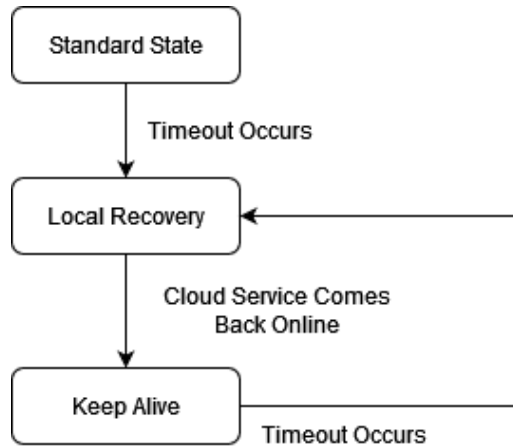 Standard State
Timeout Occurs
Local Recovery
Cloud Service Comes
Back Online
Keep Alive
Timeout Occurs